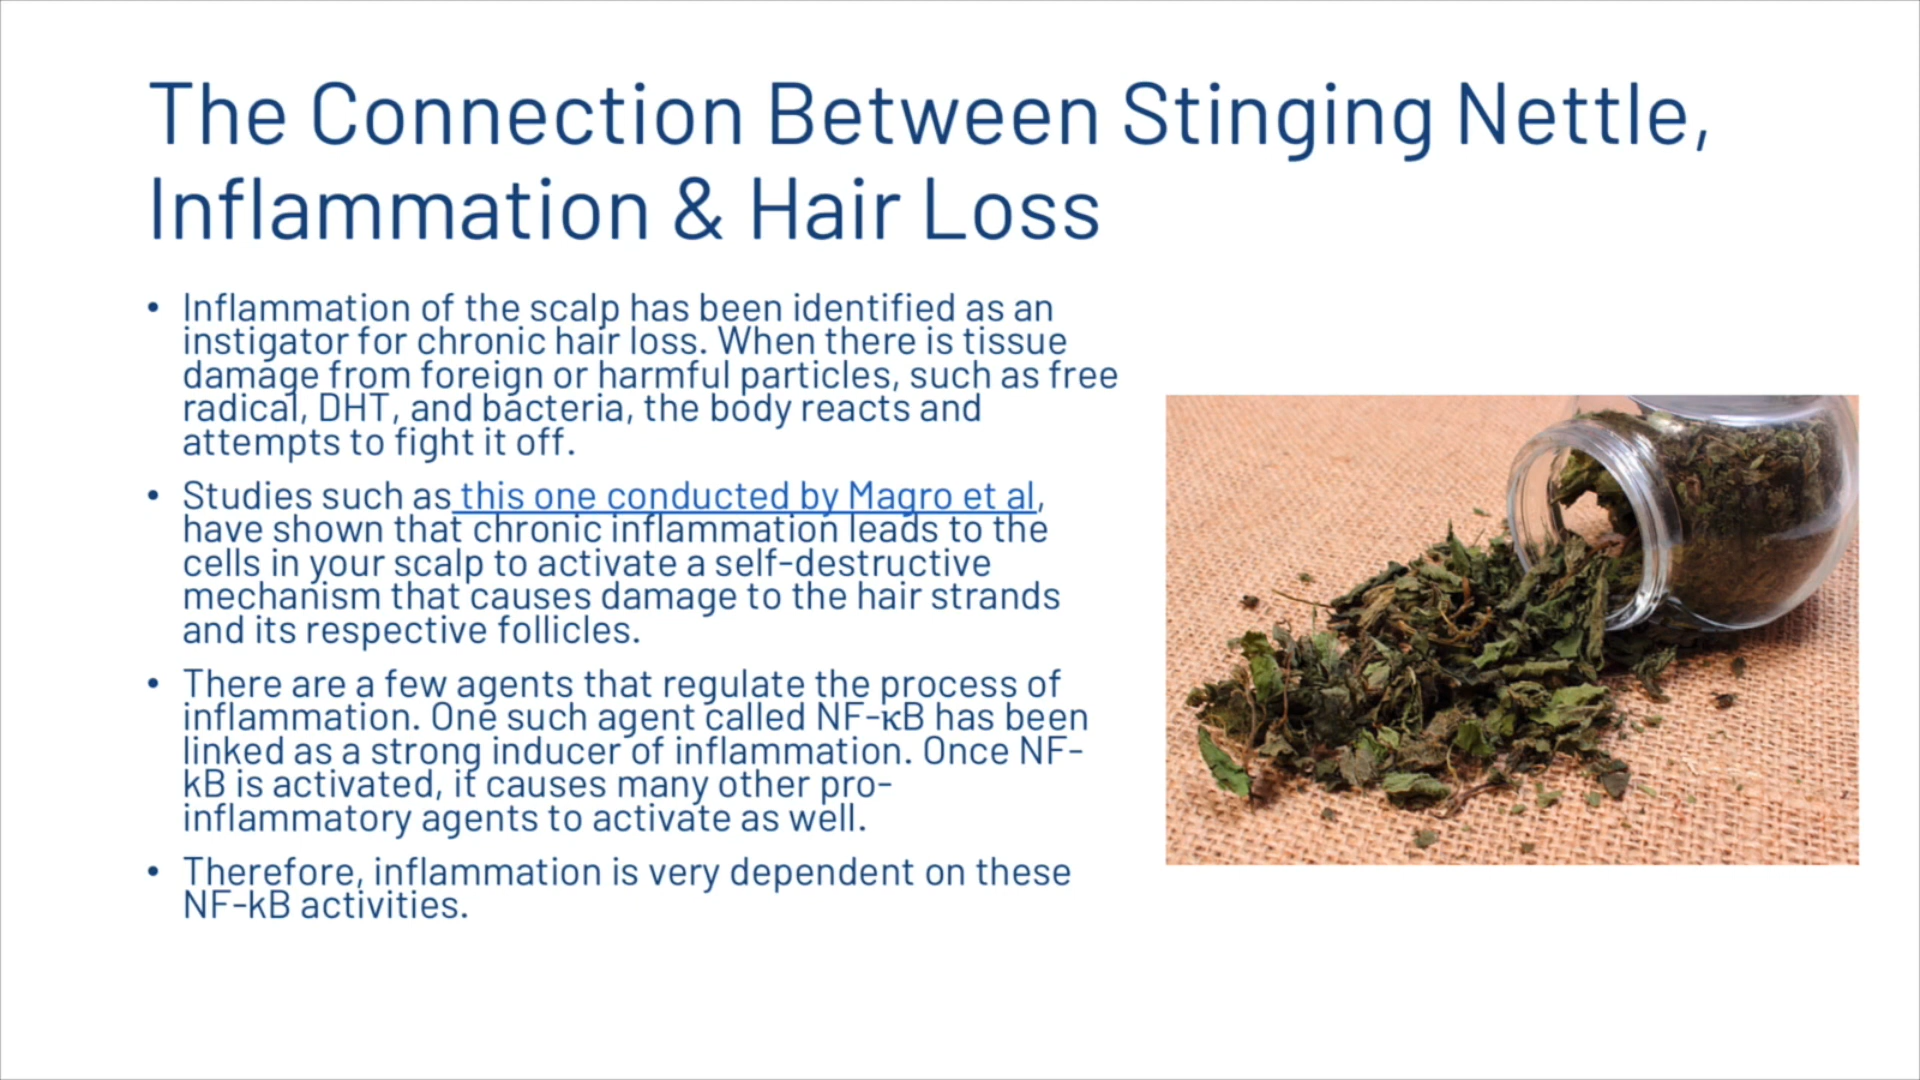 The Connection Between Stinging Nettle,
Inflammation & Hair Loss
• Inflammation of the scalp has been identified as an
instigator for chronic hair loss. When there is tissue
damage from foreign or harmful particles, such as free
radical, DHT, and bacteria, the body reacts and
attempts to fight it off.
• Studies such as this one conducted by Magro et al,
have shown that chronic inflammation leads to the
cells in your scalp to activate a self-destructive
mechanism that causes damage to the hair strands
and its respective follicles.
• There are a few agents that regulate the process of
inflammation. One such agent called NF-κB has been
linked as a strong inducer of inflammation. Once NF-
kB is activated, it causes many other pro-
inflammatory agents to activate as well.
• Therefore, inflammation is very dependent on these
NF-kB activities.